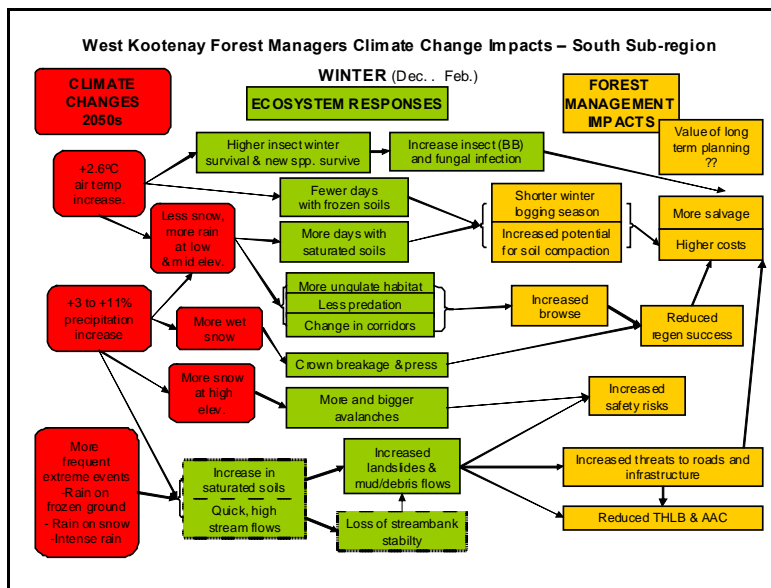 West Kootenay Forest Managers Climate Change Impacts – South Sub-region
WINTER (Dec. . Feb.)
CLIMATE
CHANGES
2050s
ECOSYSTEM RESPONSES
FOREST
MANAGEMENT
IMPACTS
Value of long
term planning
??
Higher insect winter
survival & new spp. survive
Increase insect (BB)
and fungal infection
+2.6ºC
air temp
increase.
Fewer days
with frozen soils
Shorter winter
logging season
More salvage
Less snow,
more rain
at low
& mid elev.
More days with
saturated soils
Increased potential
for soil compaction
Higher costs
More ungulate habitat
Less predation
Change in corridors
Increased
browse
+3 to +11%
precipitation
increase
More wet
snow
Reduced
regen success
Crown breakage & press
More snow
at high
elev.
More and bigger
avalanches
Increased
safety risks
More
frequent
extreme events
-Rain on
frozen ground
- Rain on snow
-Intense rain
Increase in
saturated soils
Quick, high
stream flows
Increased
landslides &
mud/debris flows
Loss of streambank
stabilty
Increased threats to roads and
infrastructure
Reduced THLB & AAC